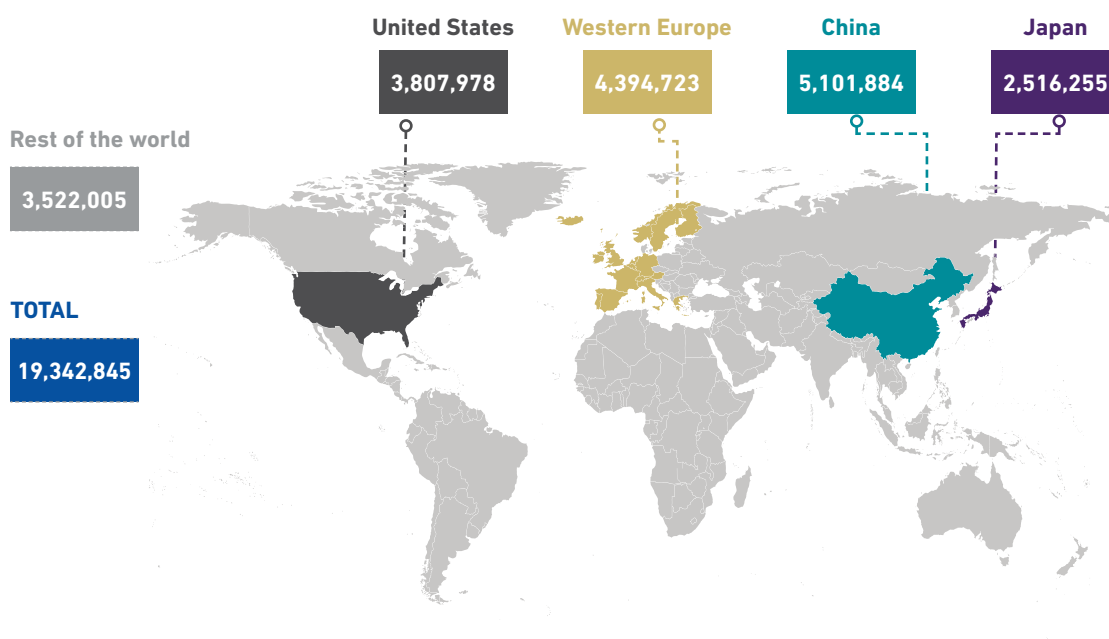 United States
3,807,978
Western Europe
4,394,723
China
5,101,884
Japan
2,516,255
Rest of the world
3,522,005
TOTAL
19,342,845